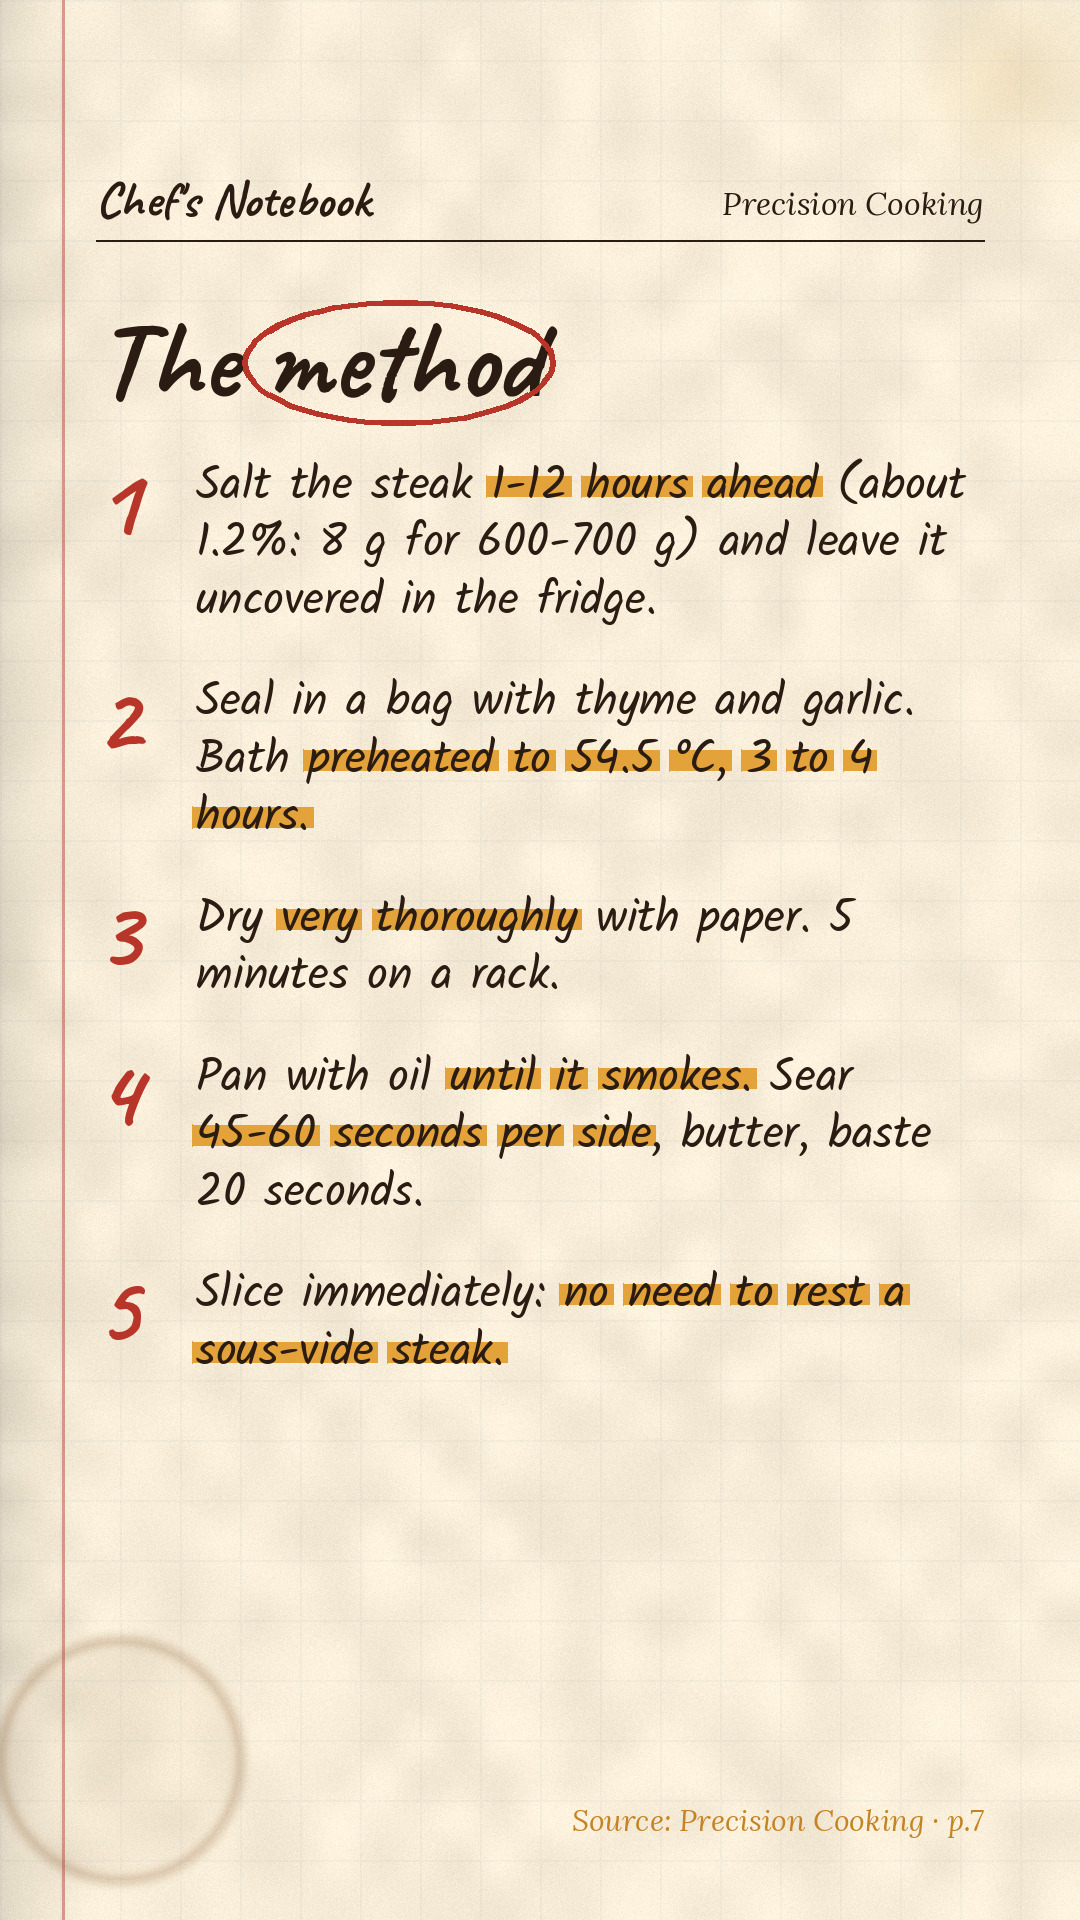 Chef's Notebook
Precision Cooking
The method
1
Salt the steak 1-12 hours ahead (about
1.2%: 8 g for 600-700 g) and leave it
uncovered in the fridge.
2
Seal in a bag with thyme and garlic.
Bath preheated to 54.5 °C, 3 to 4
hours.
3
Dry very thoroughly with paper. 5
minutes on a rack.
4
Pan with oil until it smokes. Sear
45-60 seconds per side, butter, baste
20 seconds.
5
Slice immediately: no need to rest a
sous-vide steak.
Source: Precision Cooking · p.7